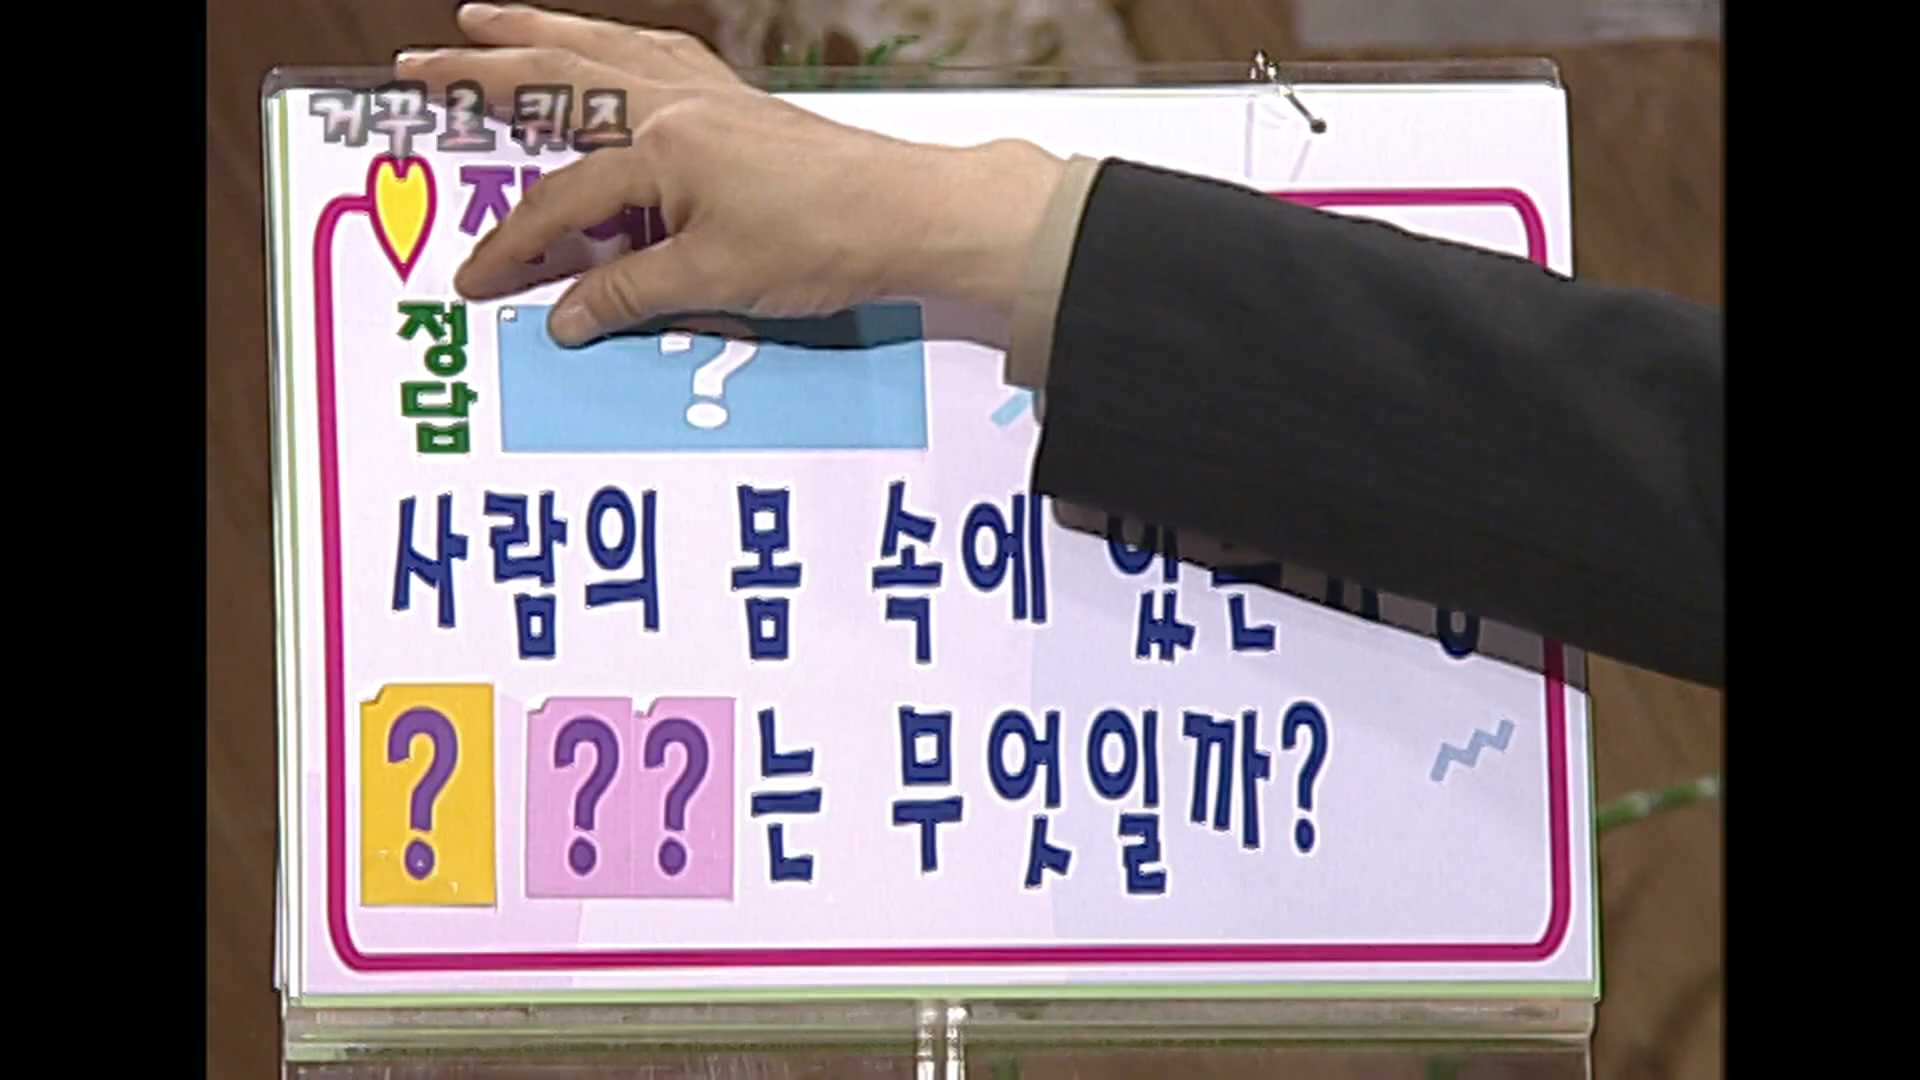 거꾸로 퀴즈
정답 ?
사람의 몸 속에
? ??는 무엇일까?